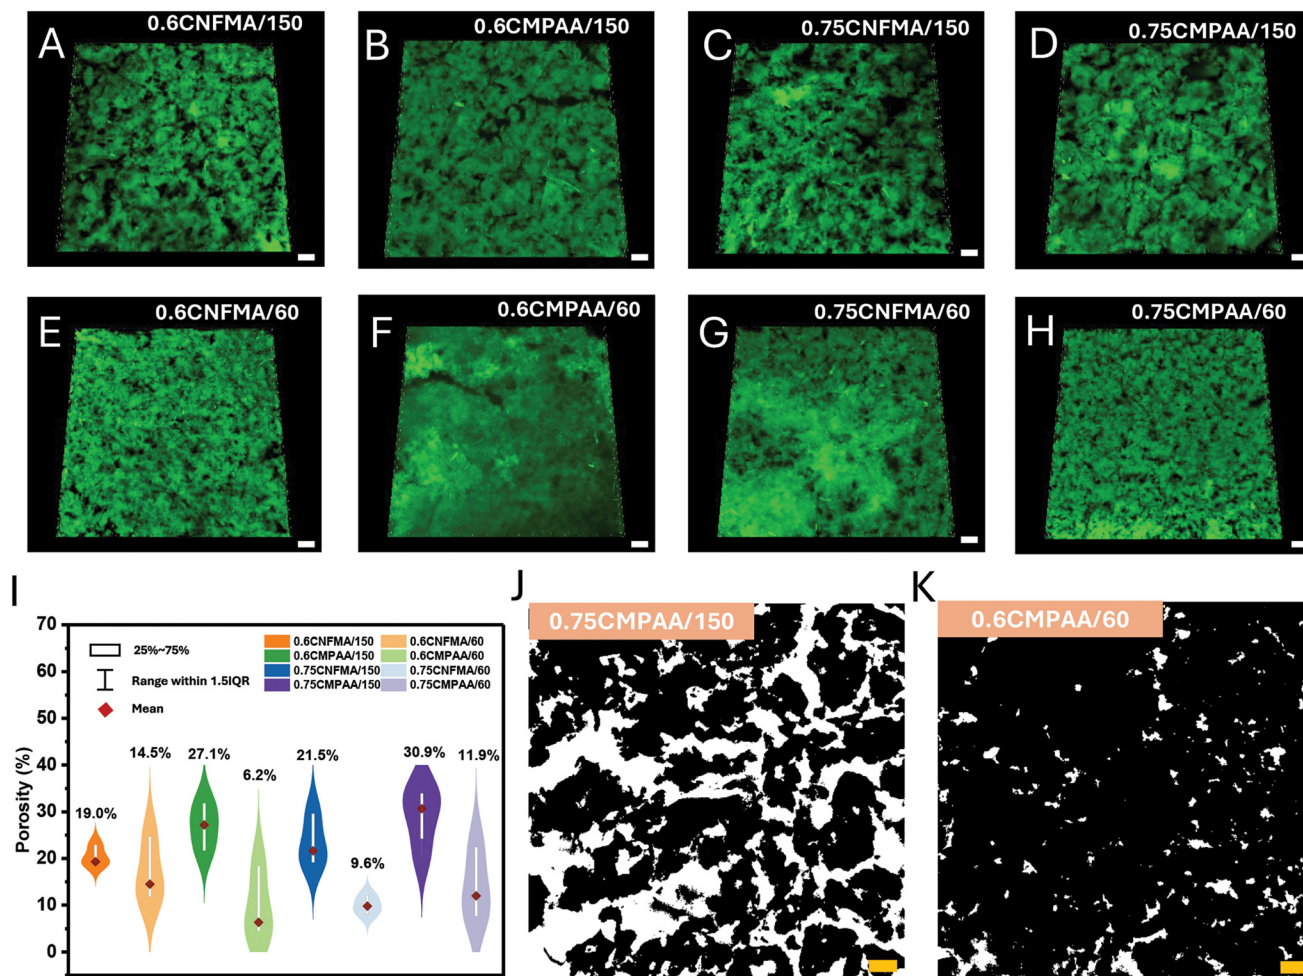 A
0.6CNFMA/150
B
0.6CMPAA/150
C
0.75CNFMA/150
D
0.75CMPAA/150
E
0.6CNFMA/60
F
0.6CMPAA/60
G
0.75CNFMA/60
H
0.75CMPAA/60
I
Porosity (%)
70
60
50
40
30
20
10
0
25%~75%
Range within 1.5IQR
Mean
0.6CNFMA/150 0.6CNFMA/60
0.6CMPAA/150 0.6CMPAA/60
0.75CNFMA/150 0.75CNFMA/60
0.75CMPAA/150 0.75CMPAA/60
19.0%
14.5%
27.1%
6.2%
21.5%
9.6%
30.9%
11.9%
J
0.75CMPAA/150
K
0.6CMPAA/60